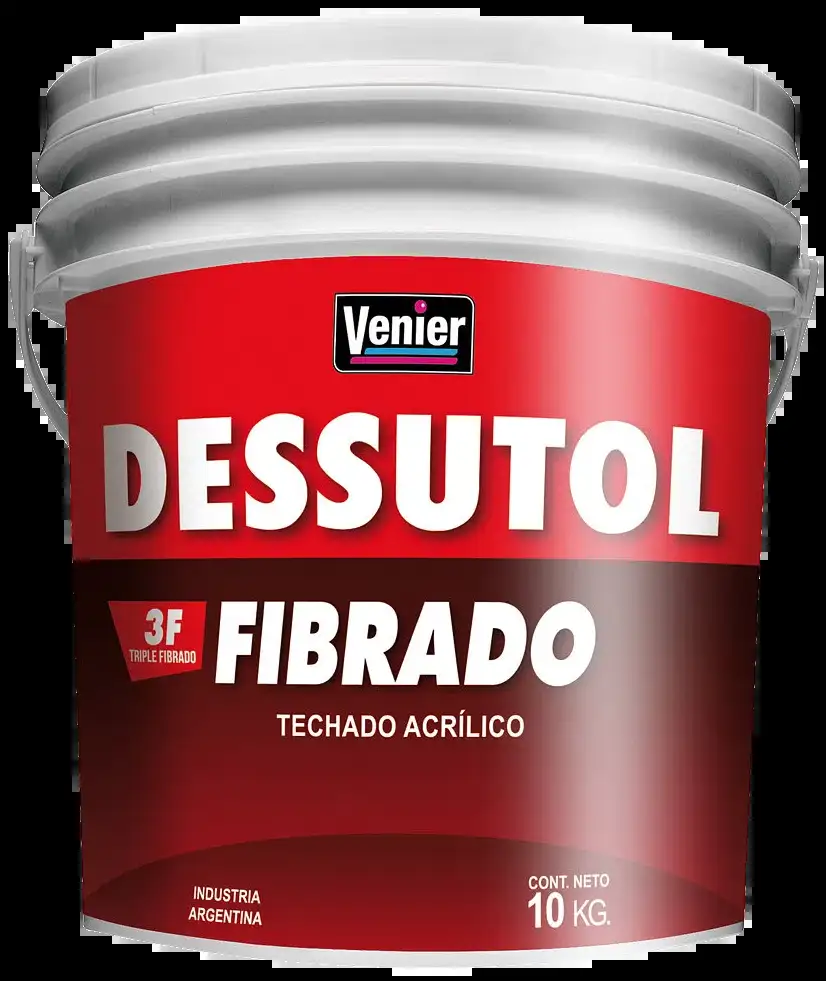 Venier
DESSUTOL
3F
TRIPLE FIBRADO
FIBRADO
TECHADO ACRÍLICO
INDUSTRIA
ARGENTINA
CONT. NETO
10 KG.